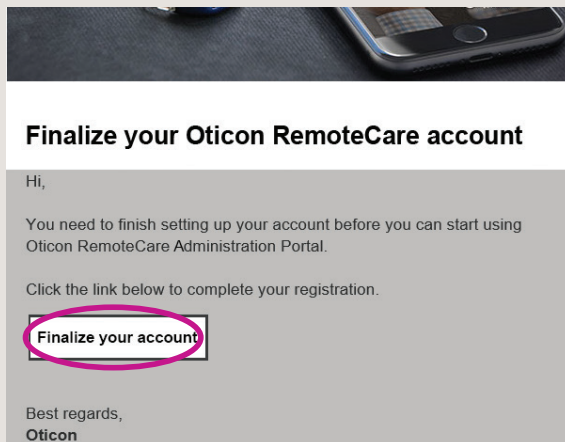 Finalize your Oticon RemoteCare account
Hi,
You need to finish setting up your account before you can start using
Oticon RemoteCare Administration Portal.
Click the link below to complete your registration.
Finalize your account
Best regards,
Oticon